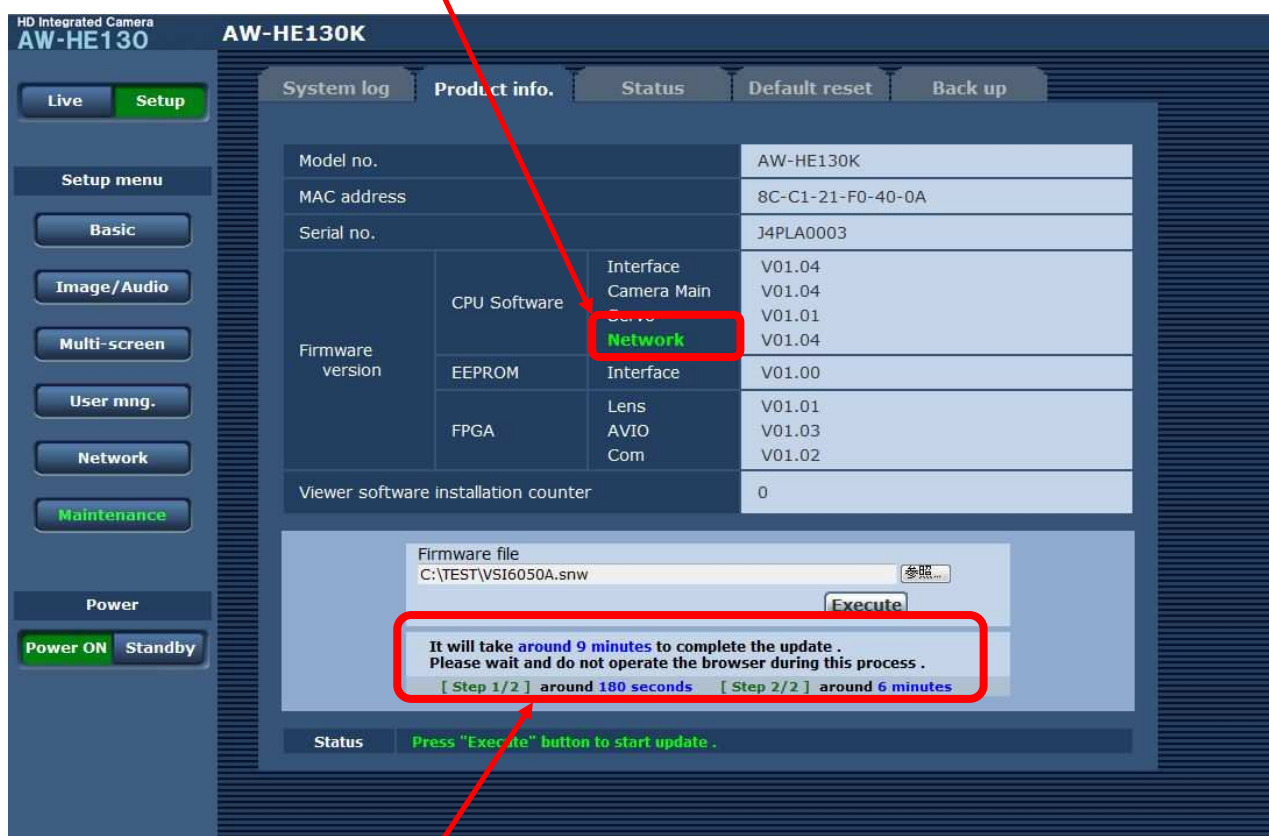 HD Integrated Camera
AW-HE130
AW-HE130K
Live
Setup
System log
Product info.
Status
Default reset
Back up
Setup menu
Basic
Image/Audio
Multi-screen
User mng.
Network
Maintenance
Power
Power ON
Standby
Model no.
AW-HE130K
MAC address
8C-C1-21-F0-40-0A
Serial no.
J4PLA0003
Firmware
version
CPU Software
Interface
V01.04
Camera Main
V01.04
Servo
V01.01
Network
V01.04
EEPROM
Interface
V01.00
FPGA
Lens
V01.01
AVIO
V01.03
Com
V01.02
Viewer software installation counter
0
Firmware file
C:\TEST\VSI6050A.snw
参照...
Execute
It will take around 9 minutes to complete the update .
Please wait and do not operate the browser during this process .
[ Step 1/2 ] around 180 seconds [ Step 2/2 ] around 6 minutes
Status
Press "Execute" button to start update .